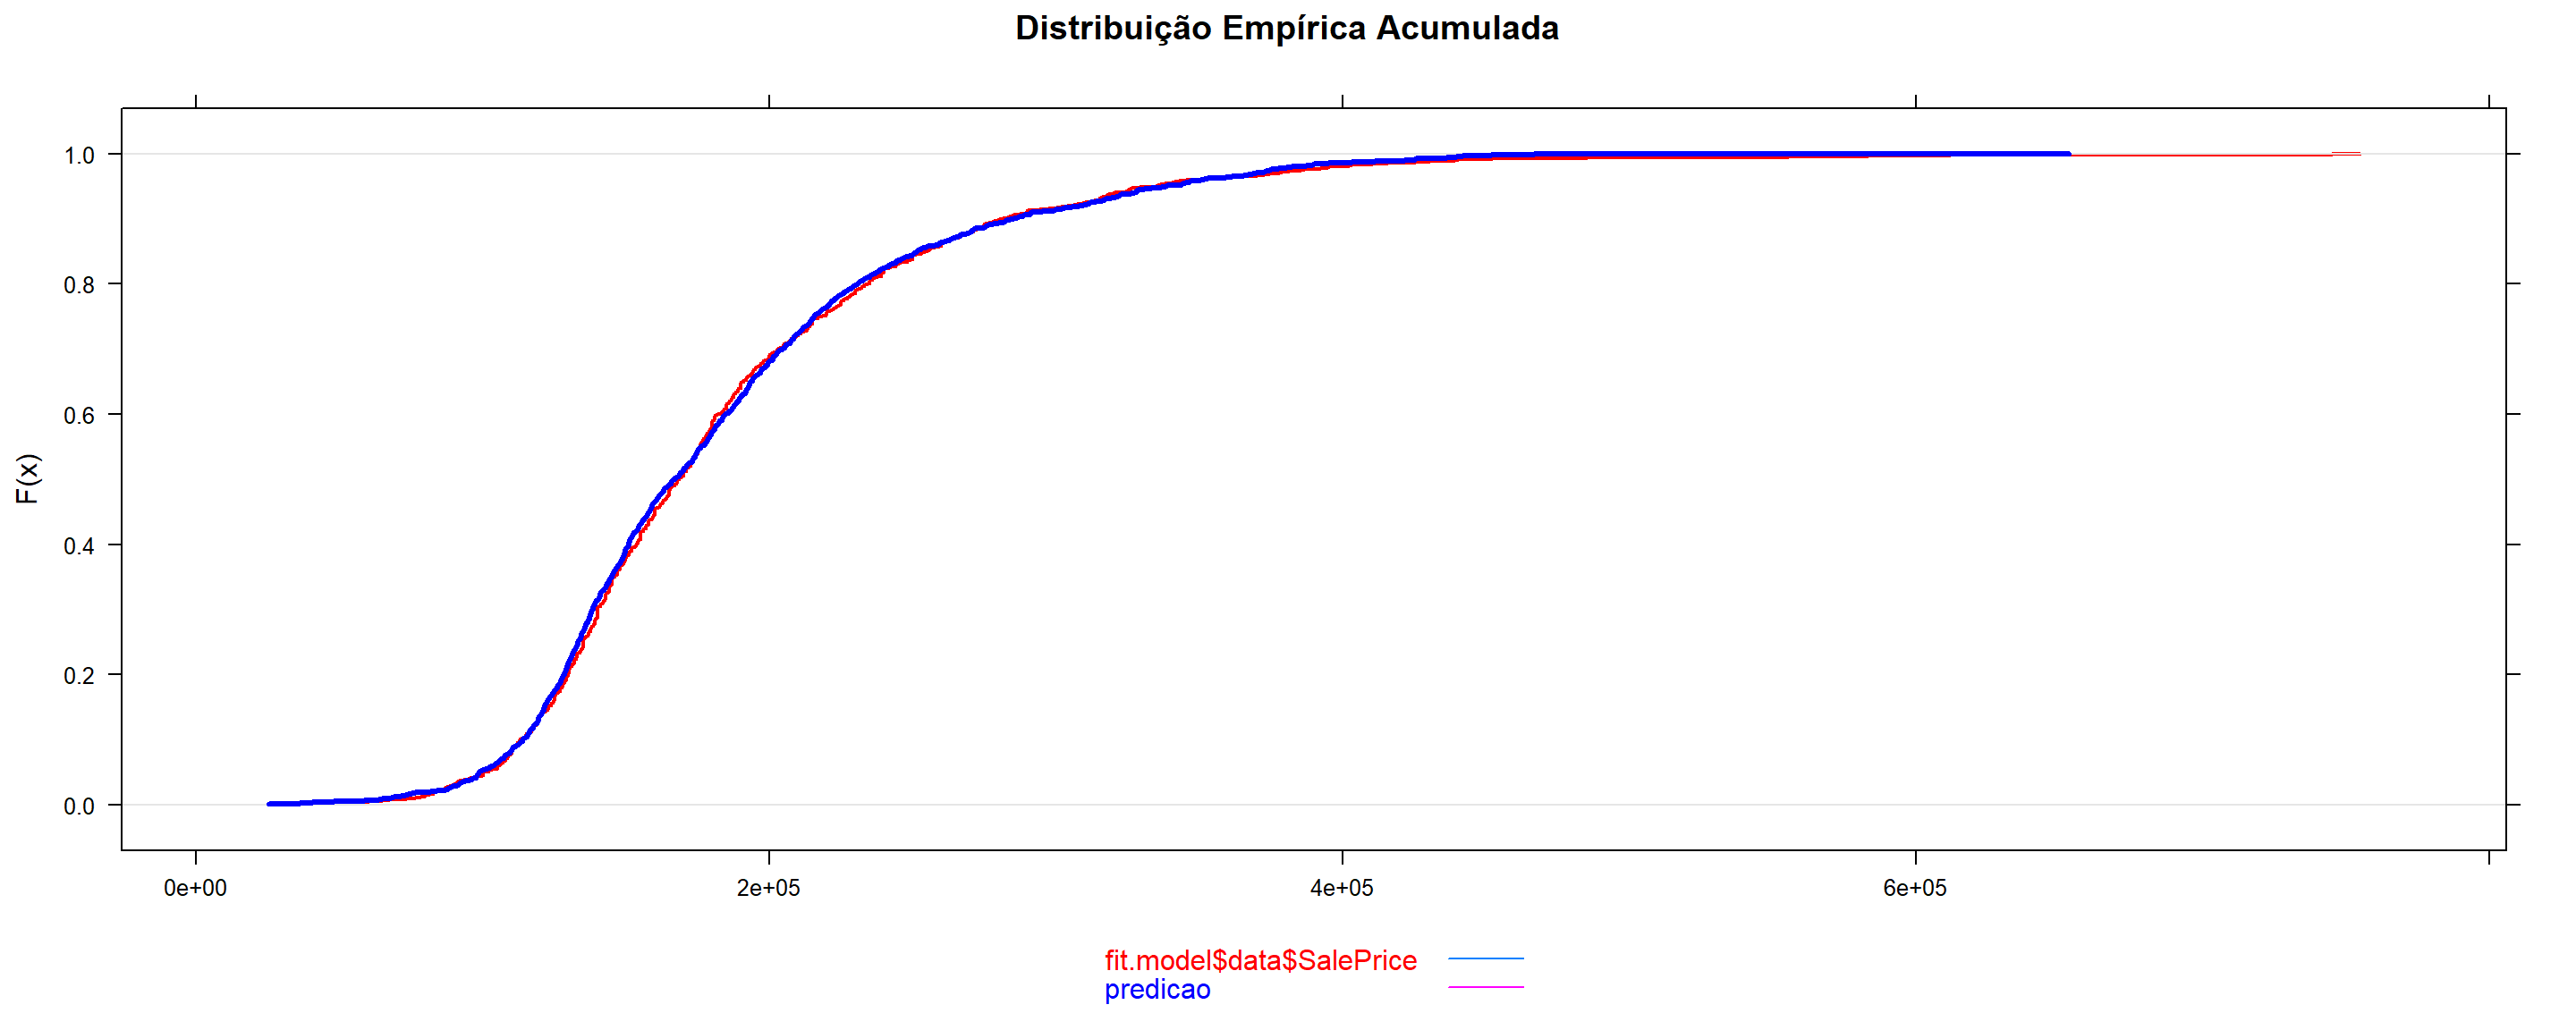 Distribuição Empírica Acumulada
1.0
0.8
0.6
0.4
0.2
0.0
F(x)
0e+00 2e+05 4e+05 6e+05
fit.model$data$SalePrice
predicao